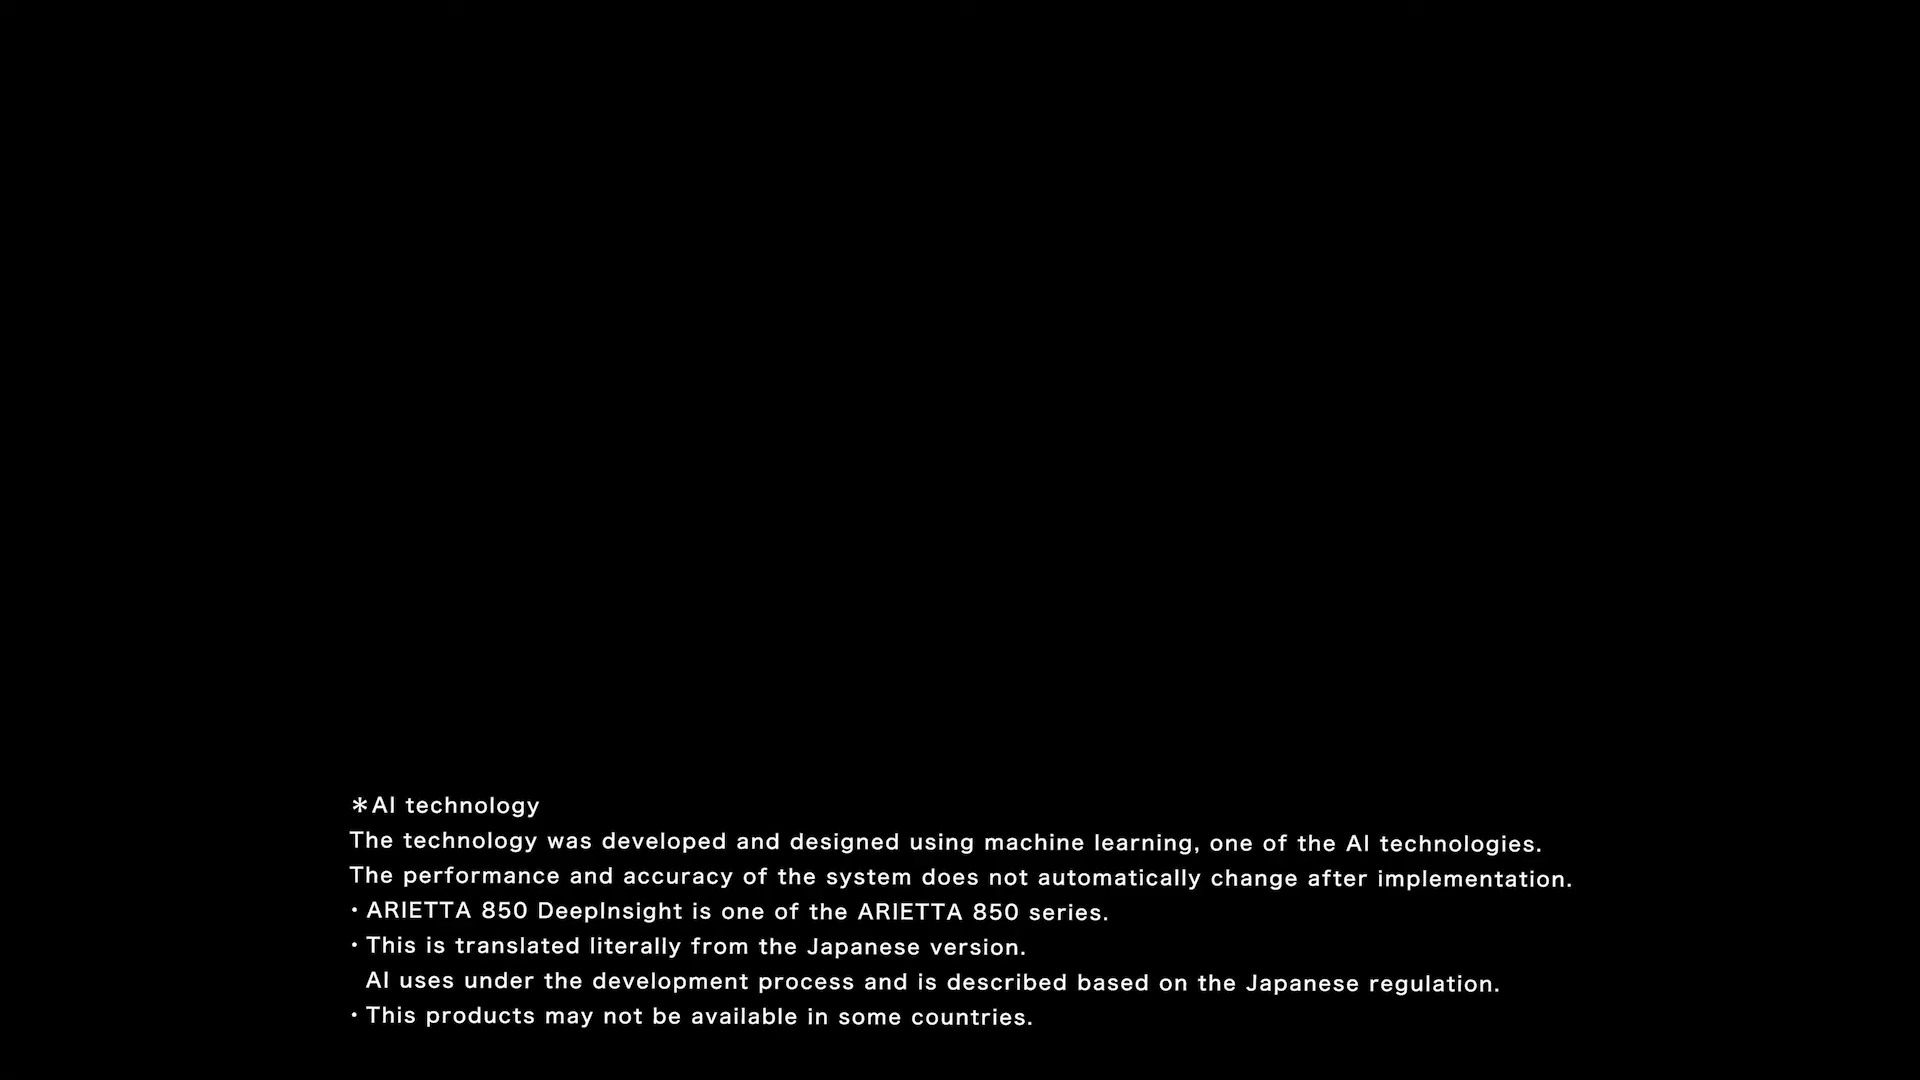 ＊AI technology
The technology was developed and designed using machine learning, one of the AI technologies.
The performance and accuracy of the system does not automatically change after implementation.
・ARIETTA 850 DeepInsight is one of the ARIETTA 850 series.
・This is translated literally from the Japanese version.
AI uses under the development process and is described based on the Japanese regulation.
・This products may not be available in some countries.